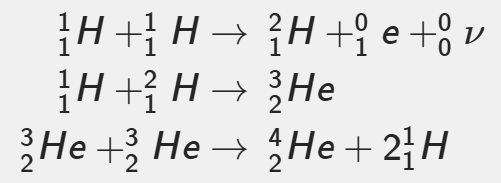 ¹₁H + ¹₁H → ²₁H + ⁰₁e + ⁰₀ν
¹₁H + ²₁H → ³₂He
³₂He + ³₂He → ⁴₂He + 2¹₁H